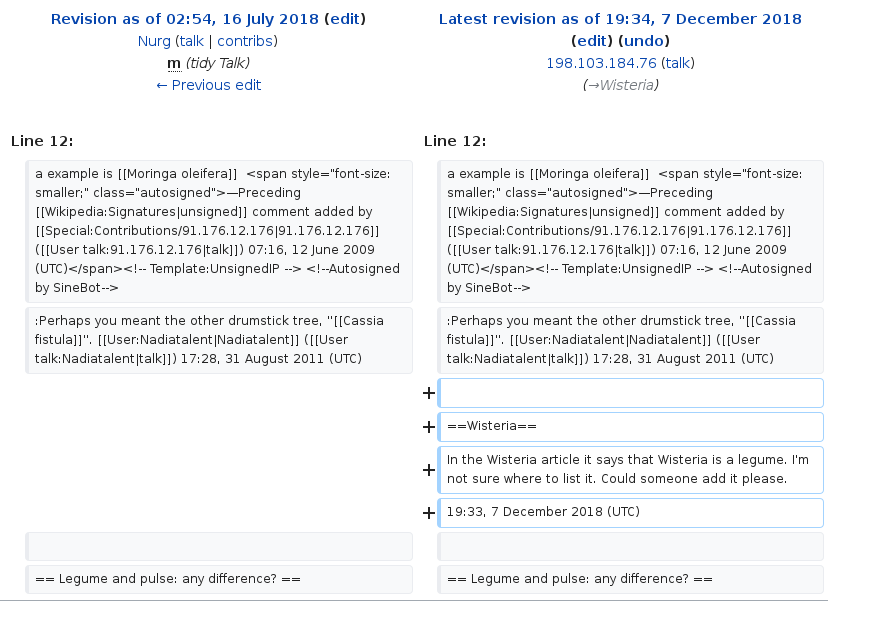 Revision as of 02:54, 16 July 2018 (edit)
Nurg (talk | contribs)
m (tidy Talk)
← Previous edit
Latest revision as of 19:34, 7 December 2018
(edit) (undo)
198.103.184.76 (talk)
(→Wisteria)
Line 12:
Line 12:
a example is [[Moringa oleifera]]  <span style="font-size:
smaller;" class="autosigned">—Preceding
[[Wikipedia:Signatures|unsigned]] comment added by
[[Special:Contributions/91.176.12.176|91.176.12.176]]
([[User talk:91.176.12.176|talk]]) 07:16, 12 June 2009
(UTC)</span><!-- Template:UnsignedIP --> <!--Autosigned
by SineBot-->
a example is [[Moringa oleifera]]  <span style="font-size:
smaller;" class="autosigned">—Preceding
[[Wikipedia:Signatures|unsigned]] comment added by
[[Special:Contributions/91.176.12.176|91.176.12.176]]
([[User talk:91.176.12.176|talk]]) 07:16, 12 June 2009
(UTC)</span><!-- Template:UnsignedIP --> <!--Autosigned
by SineBot-->
:Perhaps you meant the other drumstick tree, ''[[Cassia
fistula]]''. [[User:Nadiatalent|Nadiatalent]] ([[User
talk:Nadiatalent|talk]]) 17:28, 31 August 2011 (UTC)
:Perhaps you meant the other drumstick tree, ''[[Cassia
fistula]]''. [[User:Nadiatalent|Nadiatalent]] ([[User
talk:Nadiatalent|talk]]) 17:28, 31 August 2011 (UTC)
+
+ ==Wisteria==
+ In the Wisteria article it says that Wisteria is a legume. I'm
not sure where to list it. Could someone add it please.
+ 19:33, 7 December 2018 (UTC)
== Legume and pulse: any difference? ==
== Legume and pulse: any difference? ==